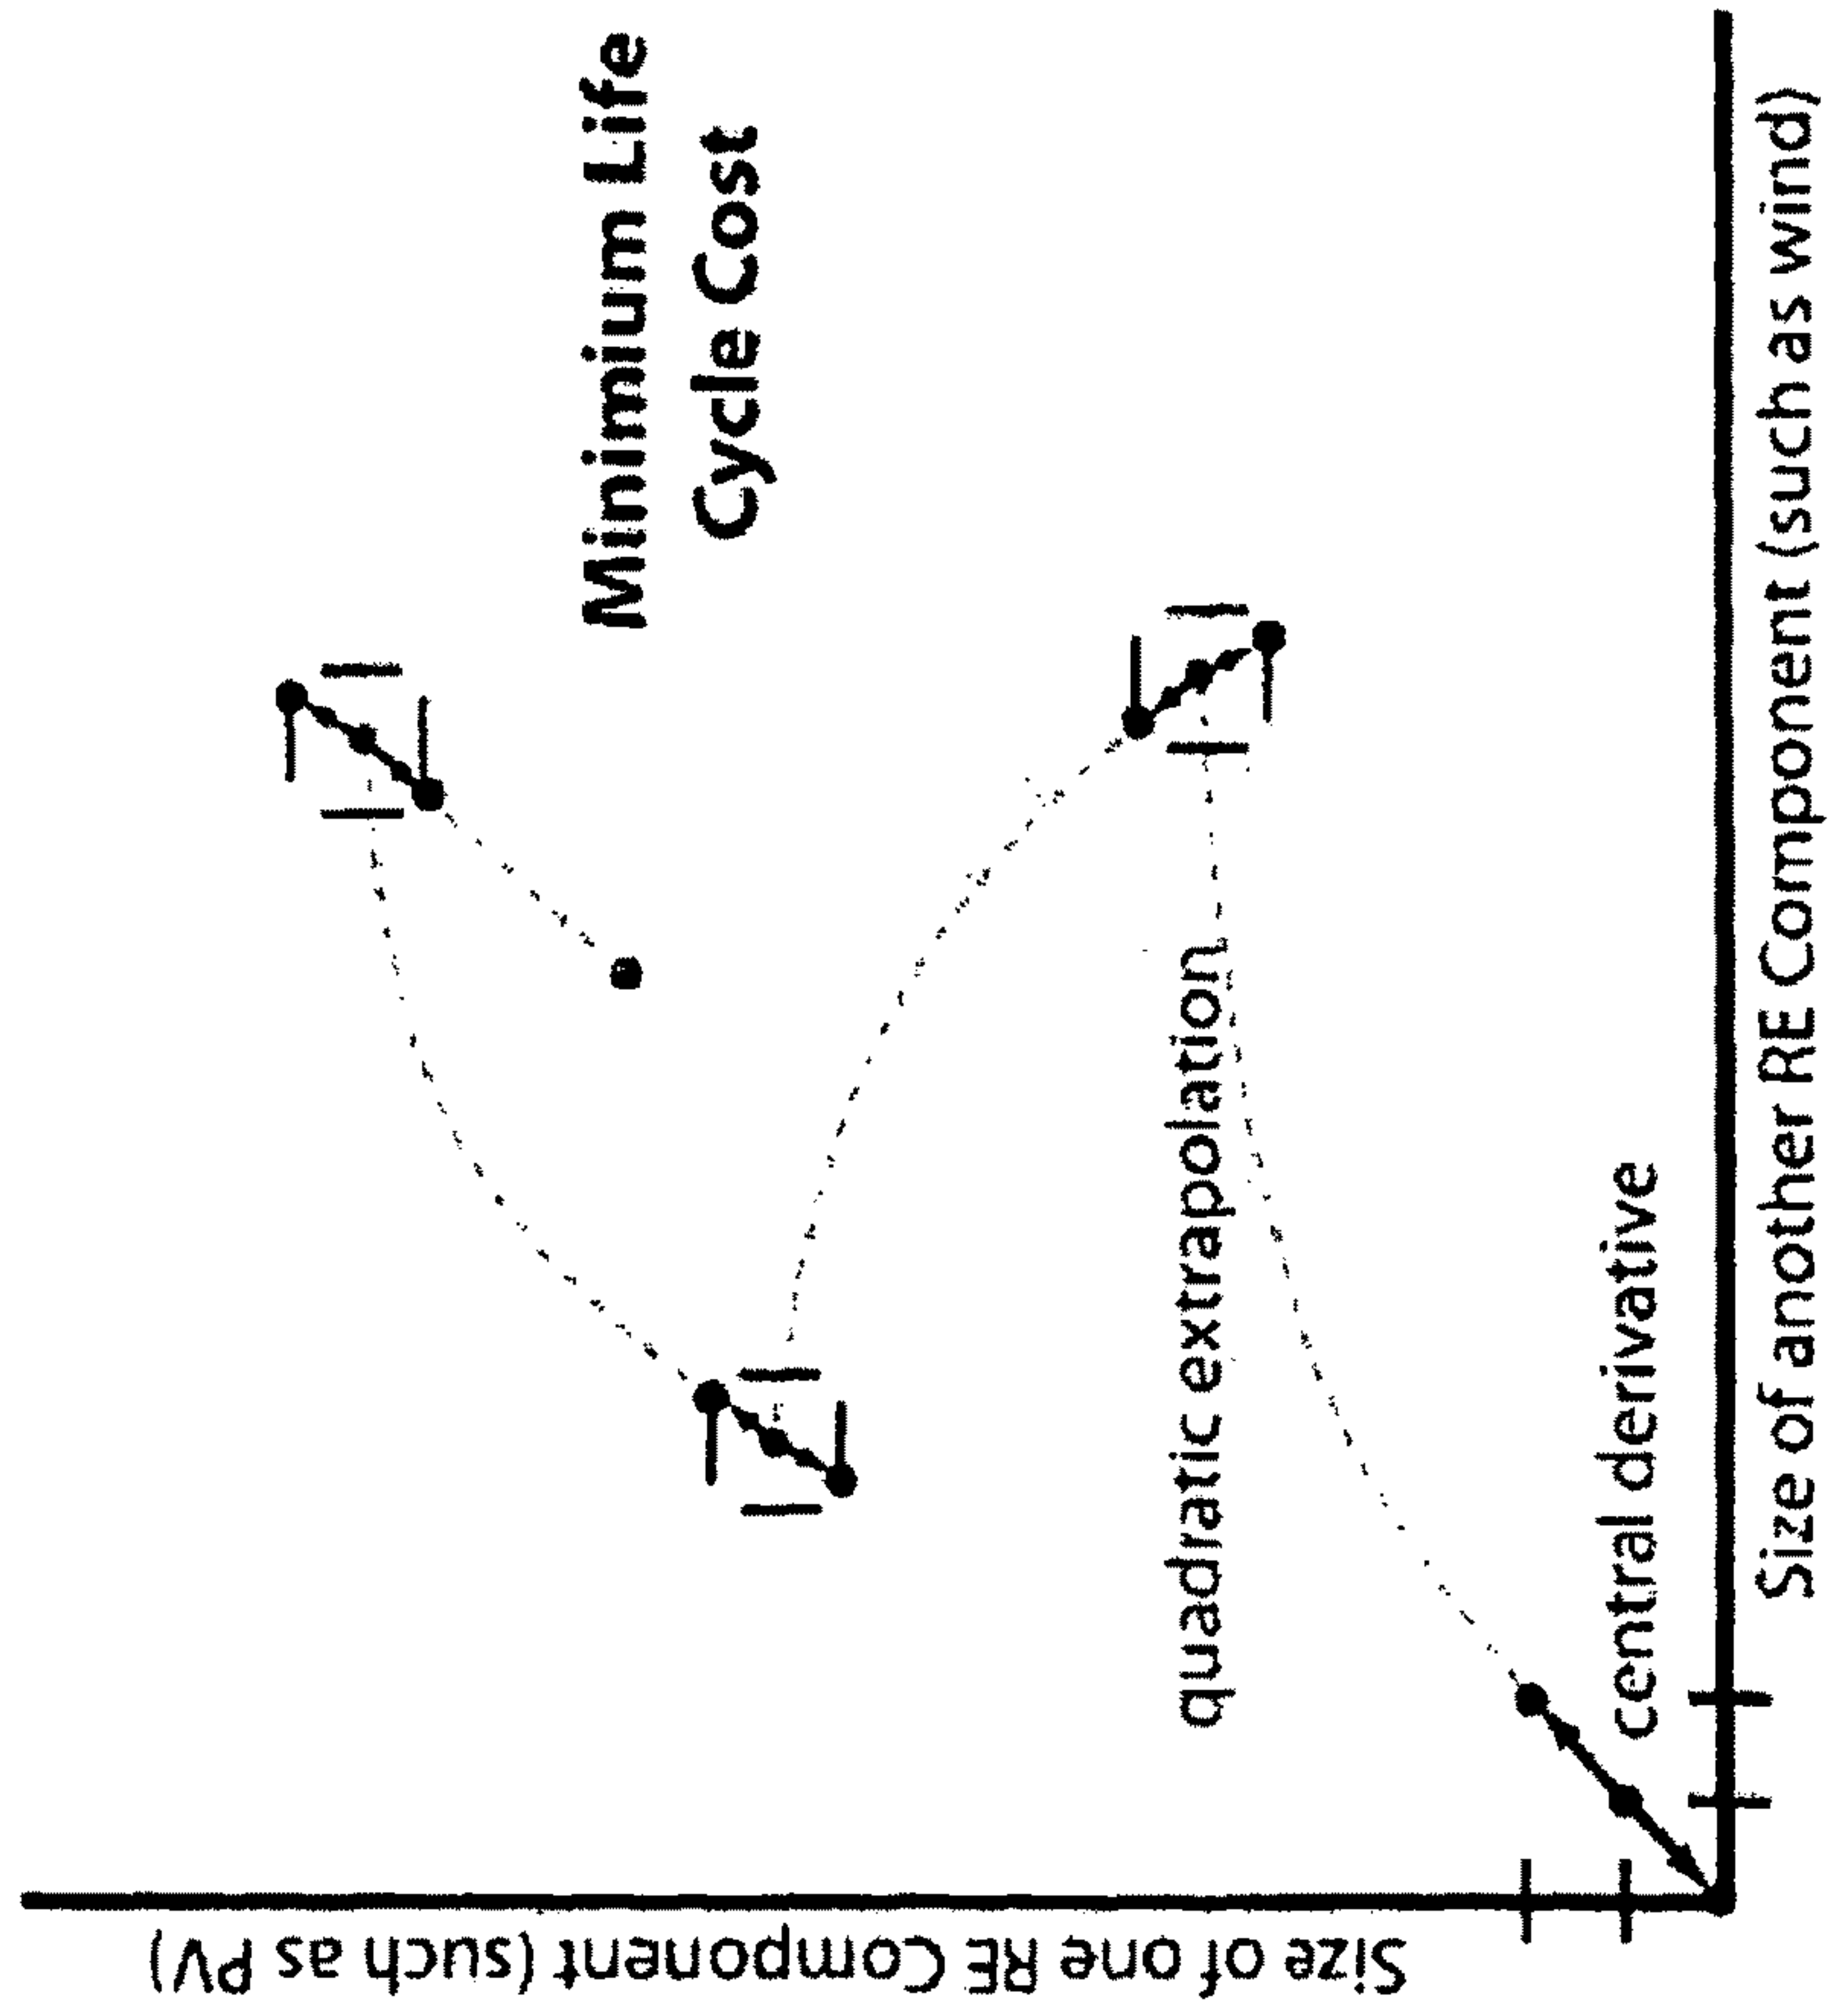 Size of one RE Component (such as PV)
Minimium Life
Cycle Cost
quadratic extrapolation
central derivative
Size of another RE Component (such as wind)